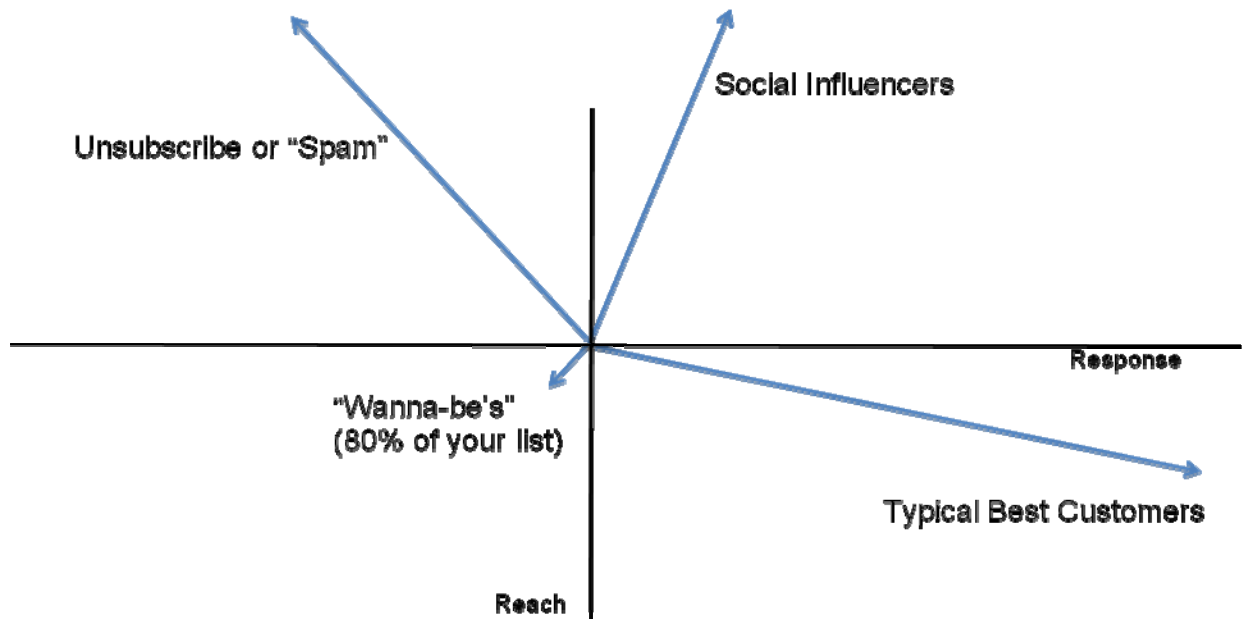 Social Influencers
Unsubscribe or “Spam”
Response
“Wanna-be's”
(80% of your list)
Typical Best Customers
Reach